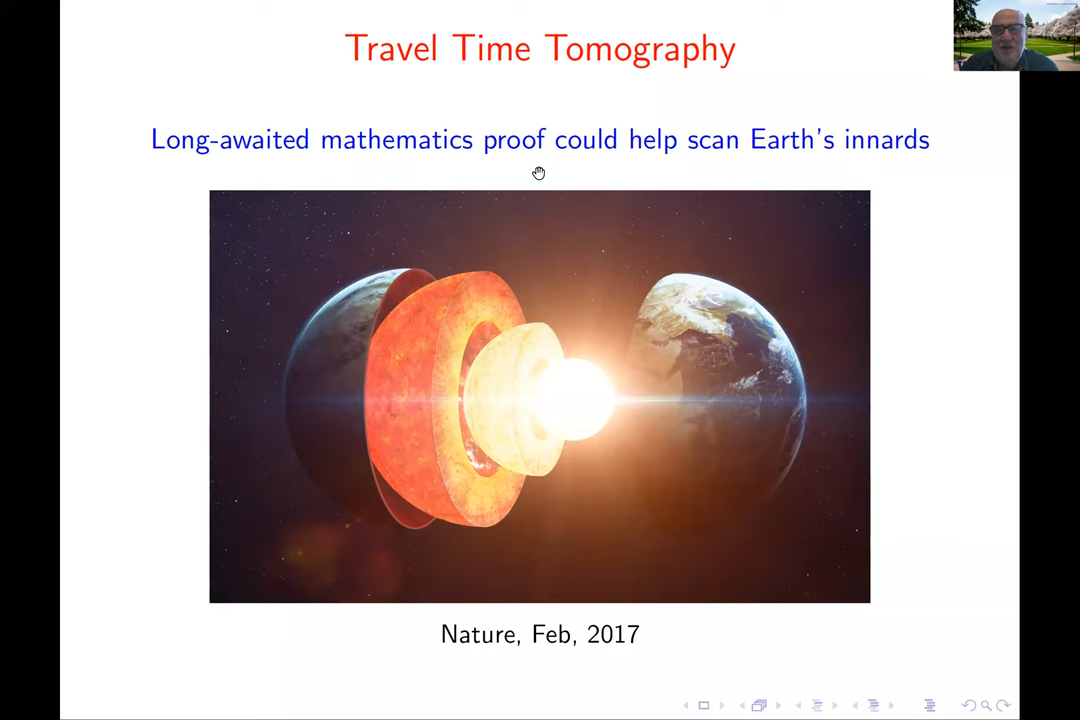 Travel Time Tomography
Long-awaited mathematics proof could help scan Earth's innards
Nature, Feb, 2017